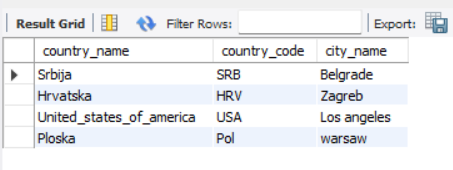 Result Grid Filter Rows: Export:
country_name country_code city_name
Srbija SRB Belgrade
Hrvatska HRV Zagreb
United_states_of_america USA Los angeles
Ploska Pol warsaw